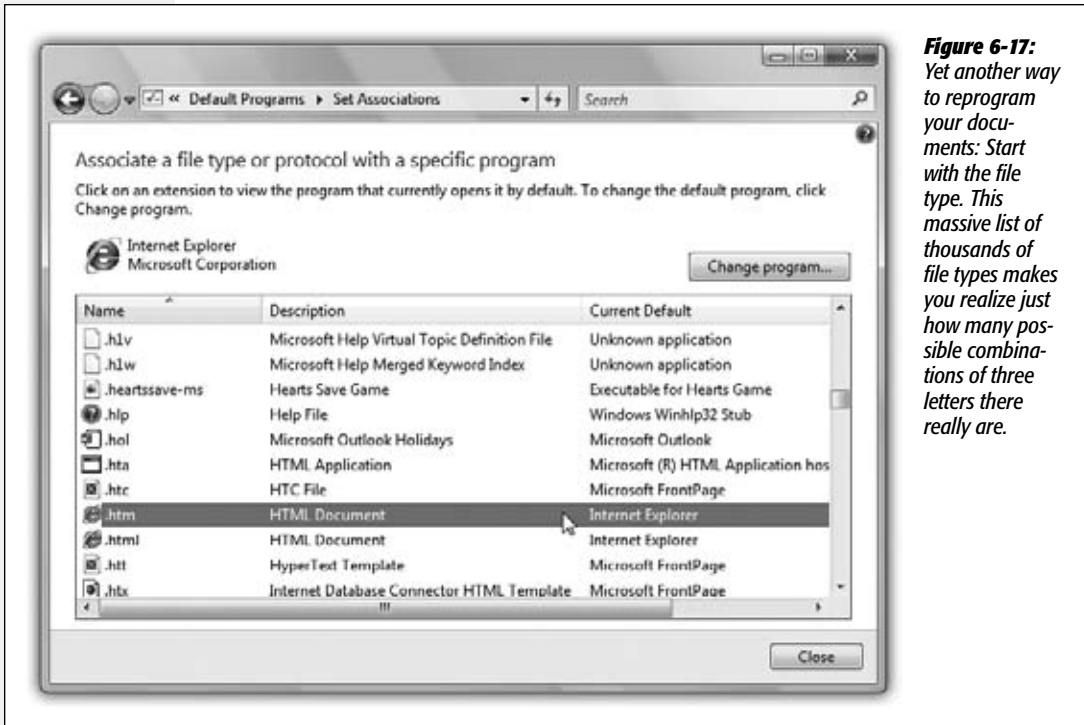 « Default Programs ▸ Set Associations
Search
Associate a file type or protocol with a specific program
Click on an extension to view the program that currently opens it by default. To change the default program, click
Change program.
Internet Explorer
Microsoft Corporation
Change program...
Name Description Current Default
.h1v Microsoft Help Virtual Topic Definition File Unknown application
.h1w Microsoft Help Merged Keyword Index Unknown application
.heartssave-ms Hearts Save Game Executable for Hearts Game
.hlp Help File Windows Winhlp32 Stub
.hol Microsoft Outlook Holidays Microsoft Outlook
.hta HTML Application Microsoft (R) HTML Application hos
.htc HTC File Microsoft FrontPage
.htm HTML Document Internet Explorer
.html HTML Document Internet Explorer
.htt HyperText Template Microsoft FrontPage
.htx Internet Database Connector HTML Template Microsoft FrontPage
Close
Figure 6-17:
Yet another way
to reprogram
your docu-
ments: Start
with the file
type. This
massive list of
thousands of
file types makes
you realize just
how many pos-
sible combina-
tions of three
letters there
really are.